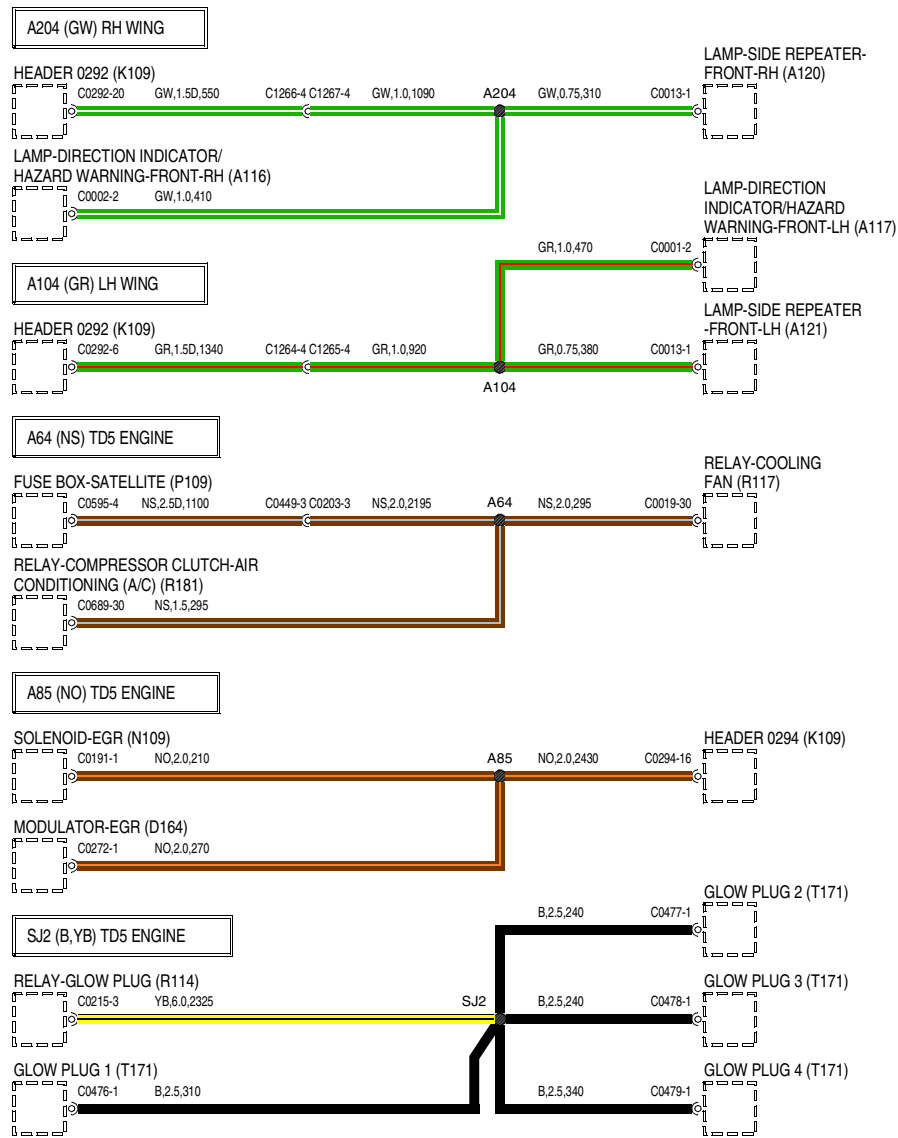 A204 (GW) RH WING
HEADER 0292 (K109)
C0292-20 GW,1.5D,550 C1266-4 C1267-4 GW,1.0,1090 A204 GW,0.75,310 C0013-1
LAMP-SIDE REPEATER-
FRONT-RH (A120)
LAMP-DIRECTION INDICATOR/
HAZARD WARNING-FRONT-RH (A116)
C0002-2 GW,1.0,410
LAMP-DIRECTION
INDICATOR/HAZARD
WARNING-FRONT-LH (A117)
GR,1.0,470 C0001-2
A104 (GR) LH WING
HEADER 0292 (K109)
C0292-6 GR,1.5D,1340 C1264-4 C1265-4 GR,1.0,920 GR,0.75,380 C0013-1
A104
LAMP-SIDE REPEATER
-FRONT-LH (A121)
A64 (NS) TD5 ENGINE
FUSE BOX-SATELLITE (P109)
C0595-4 NS,2.5D,1100 C0449-3 C0203-3 NS,2.0,2195 A64 NS,2.0,295 C0019-30
RELAY-COOLING
FAN (R117)
RELAY-COMPRESSOR CLUTCH-AIR
CONDITIONING (A/C) (R181)
C0689-30 NS,1.5,295
A85 (NO) TD5 ENGINE
SOLENOID-EGR (N109)
C0191-1 NO,2.0,210 A85 NO,2.0,2430 C0294-16
HEADER 0294 (K109)
MODULATOR-EGR (D164)
C0272-1 NO,2.0,270
GLOW PLUG 2 (T171)
B,2.5,240 C0477-1
SJ2 (B,YB) TD5 ENGINE
RELAY-GLOW PLUG (R114)
C0215-3 YB,6.0,2325 SJ2 B,2.5,240 C0478-1
GLOW PLUG 3 (T171)
GLOW PLUG 1 (T171)
C0476-1 B,2.5,310 B,2.5,340 C0479-1
GLOW PLUG 4 (T171)